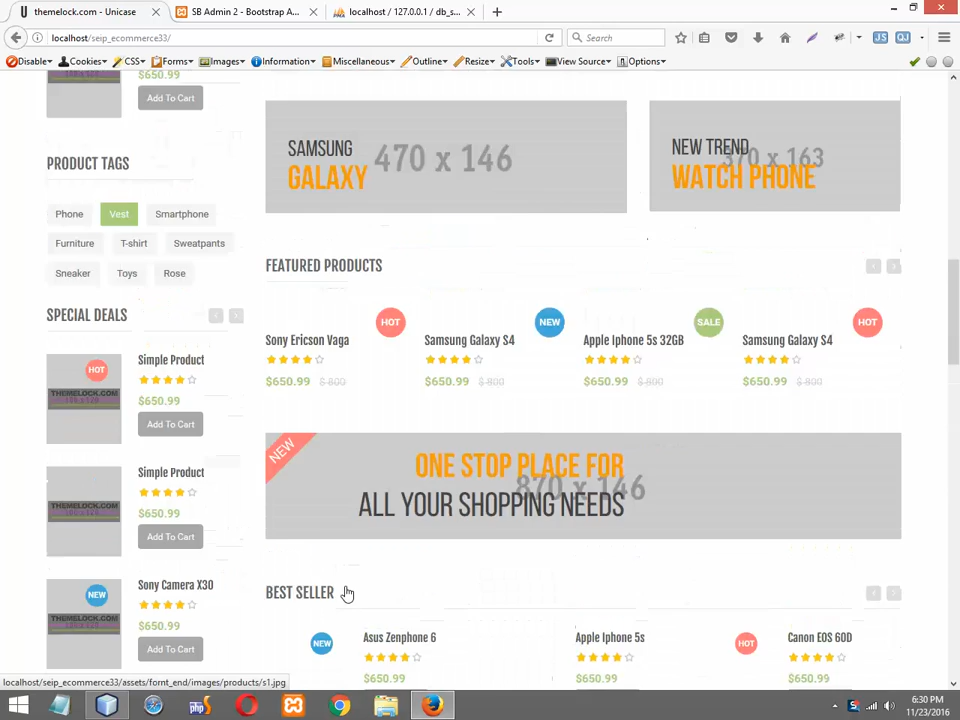 themelock.com - Unicase
SB Admin 2 - Bootstrap A...
localhost / 127.0.0.1 / db_s...
localhost/seip_ecommerce33/
Search
Disable
Cookies
CSS
Forms
Images
Information
Miscellaneous
Outline
Resize
Tools
View Source
Options
$650.99
Add To Cart
PRODUCT TAGS
Phone
Vest
Smartphone
Furniture
T-shirt
Sweatpants
Sneaker
Toys
Rose
SPECIAL DEALS
HOT
Simple Product
THEMELOCK.COM
$650.99
Add To Cart
Simple Product
THEMELOCK.COM
$650.99
Add To Cart
NEW
Sony Camera X30
THEMELOCK.COM
$650.99
Add To Cart
SAMSUNG
GALAXY
470 x 146
NEW TREND
WATCH PHONE
370 x 163
FEATURED PRODUCTS
HOT
Sony Ericson Vaga
$650.99 $ 800
NEW
Samsung Galaxy S4
$650.99 $ 800
SALE
Apple Iphone 5s 32GB
$650.99 $ 800
HOT
Samsung Galaxy S4
$650.99 $ 800
NEW
ONE STOP PLACE FOR
ALL YOUR SHOPPING NEEDS
870 x 146
BEST SELLER
NEW
Asus Zenphone 6
$650.99
Apple Iphone 5s
$650.99
HOT
Canon EOS 60D
$650.99
localhost/seip_ecommerce33/assets/fornt_end/images/products/s1.jpg
php
6:30 PM
11/23/2016